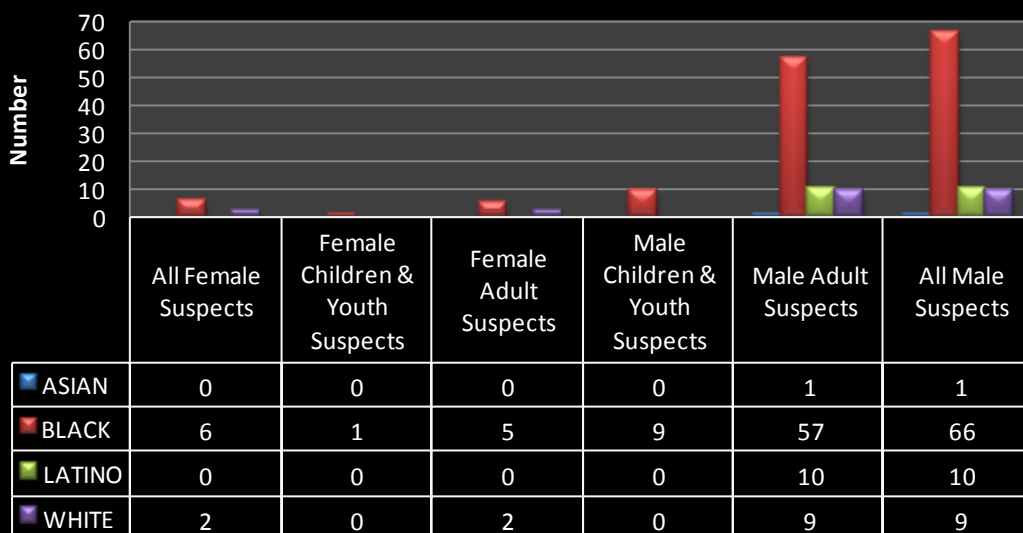 Number
70
60
50
40
30
20
10
0
All Female
Suspects
Female
Children &
Youth
Suspects
Female
Adult
Suspects
Male
Children &
Youth
Suspects
Male Adult
Suspects
All Male
Suspects
ASIAN 0 0 0 0 1 1
BLACK 6 1 5 9 57 66
LATINO 0 0 0 0 10 10
WHITE 2 0 2 0 9 9